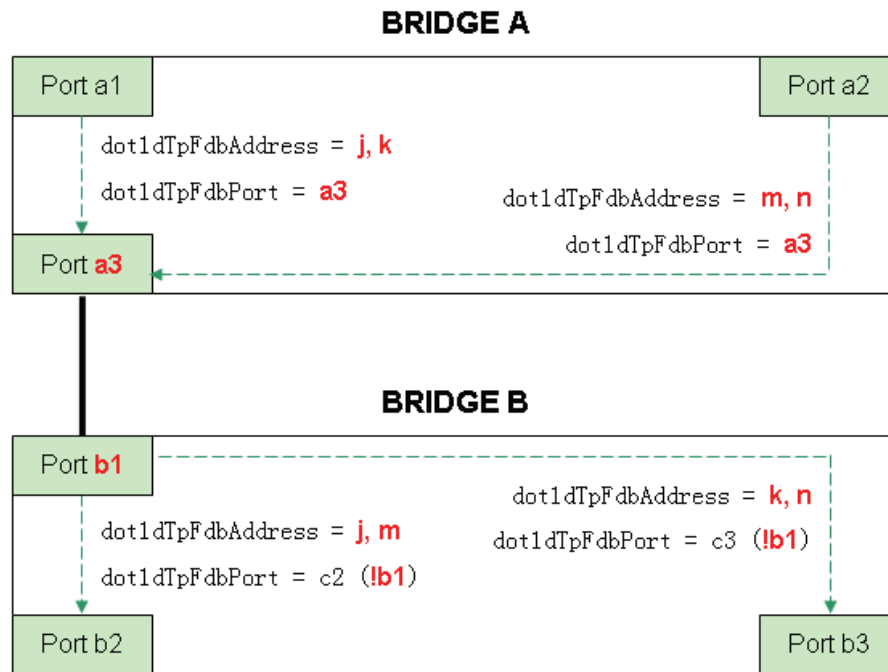 BRIDGE A
Port a1
Port a2
dot1dTpFdbAddress = j, k
dot1dTpFdbPort = a3
dot1dTpFdbAddress = m, n
dot1dTpFdbPort = a3
Port a3
BRIDGE B
Port b1
dot1dTpFdbAddress = k, n
dot1dTpFdbPort = c3 (!b1)
dot1dTpFdbAddress = j, m
dot1dTpFdbPort = c2 (!b1)
Port b2
Port b3